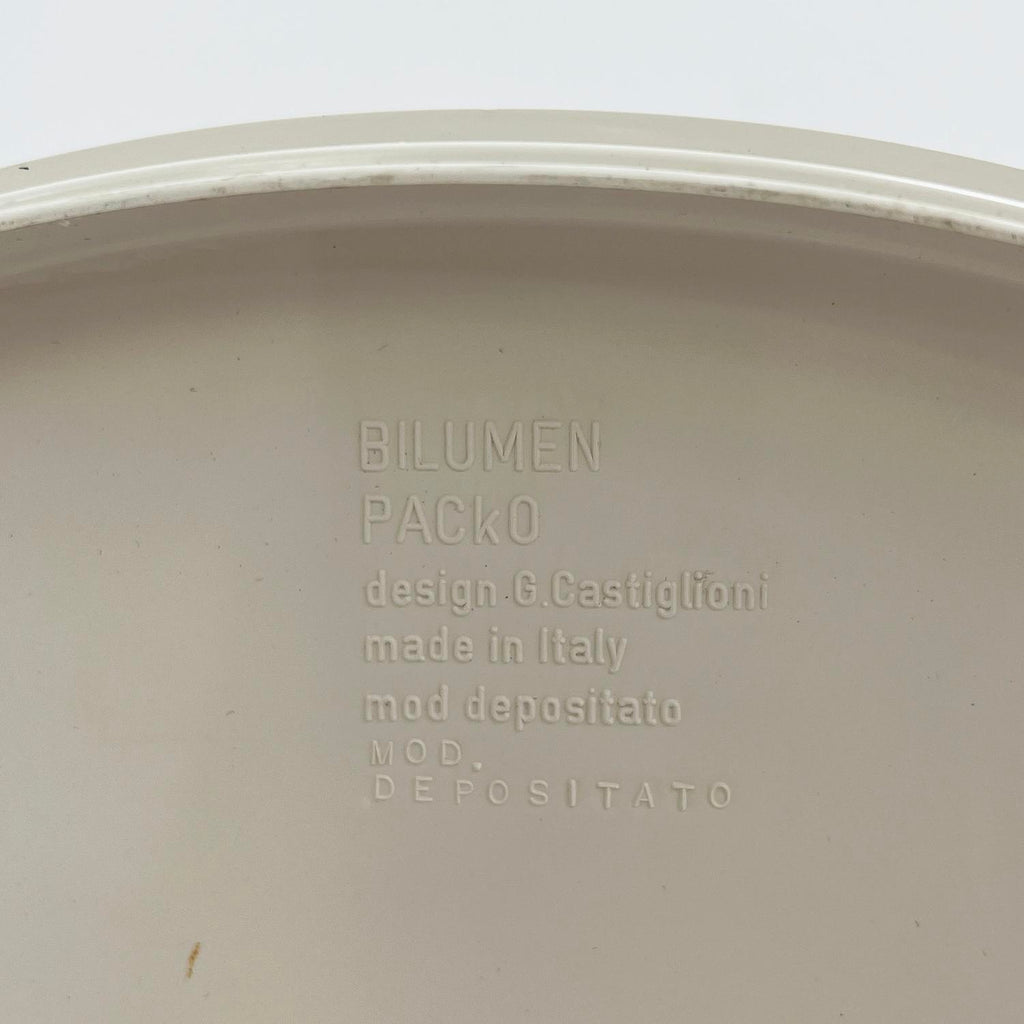 BILUMEN
PACkO
design G.Castiglioni
made in Italy
mod depositato
MOD.
DEPOSITATO